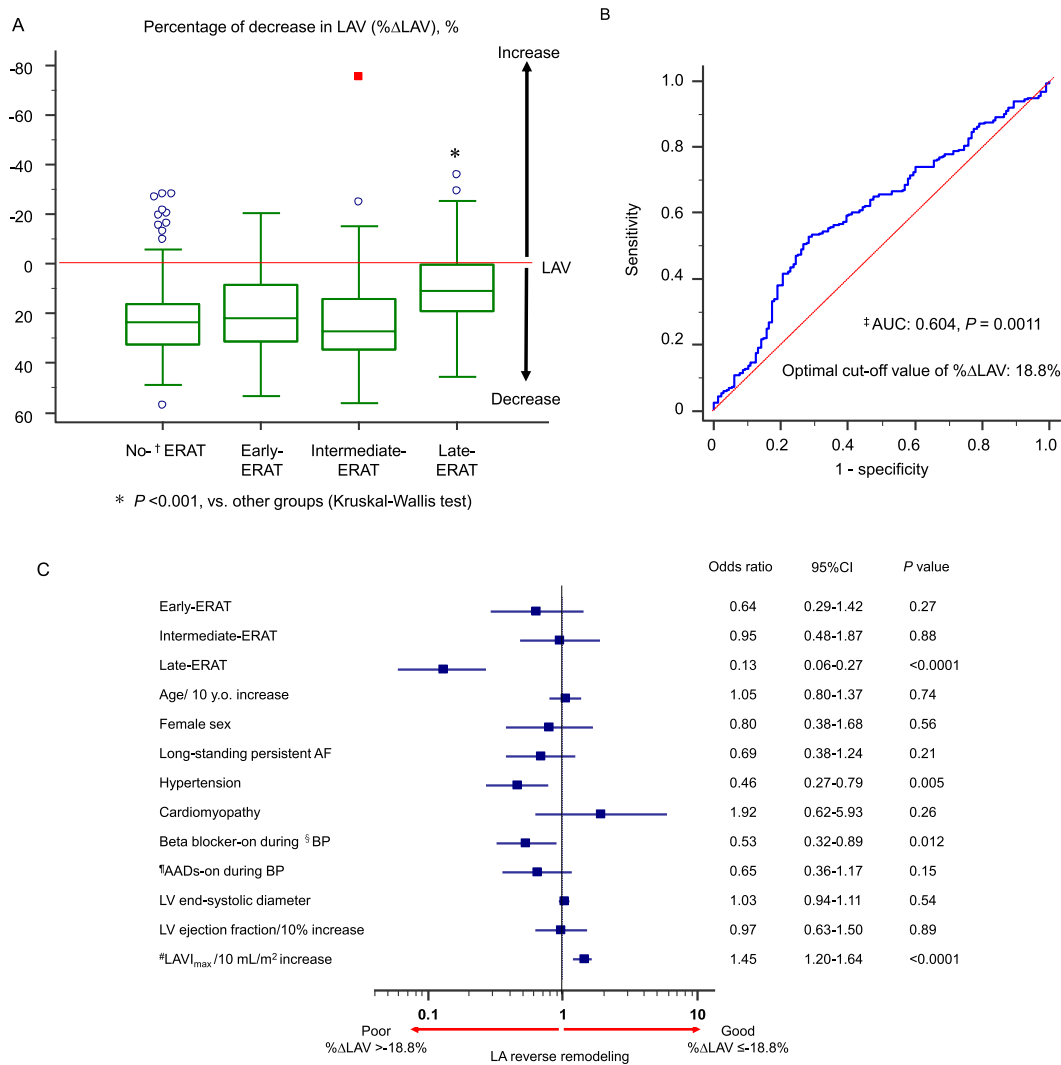 A
Percentage of decrease in LAV (%ΔLAV), %
Increase
-80
-60
-40
-20
0
20
40
60
*
LAV
Decrease
No-†ERAT
Early-ERAT
Intermediate-ERAT
Late-ERAT
* P <0.001, vs. other groups (Kruskal-Wallis test)
B
Sensitivity
1.0
0.8
0.6
0.4
0.2
0
‡AUC: 0.604, P = 0.0011
Optimal cut-off value of %ΔLAV: 18.8%
0 0.2 0.4 0.6 0.8 1.0
1 - specificity
C
Odds ratio 95%CI P value
Early-ERAT 0.64 0.29-1.42 0.27
Intermediate-ERAT 0.95 0.48-1.87 0.88
Late-ERAT 0.13 0.06-0.27 <0.0001
Age/ 10 y.o. increase 1.05 0.80-1.37 0.74
Female sex 0.80 0.38-1.68 0.56
Long-standing persistent AF 0.69 0.38-1.24 0.21
Hypertension 0.46 0.27-0.79 0.005
Cardiomyopathy 1.92 0.62-5.93 0.26
Beta blocker-on during §BP 0.53 0.32-0.89 0.012
¶AADs-on during BP 0.65 0.36-1.17 0.15
LV end-systolic diameter 1.03 0.94-1.11 0.54
LV ejection fraction/10% increase 0.97 0.63-1.50 0.89
#LAVImax /10 mL/m² increase 1.45 1.20-1.64 <0.0001
0.1 1 10
Poor Good
%ΔLAV >-18.8% %ΔLAV ≤-18.8%
LA reverse remodeling